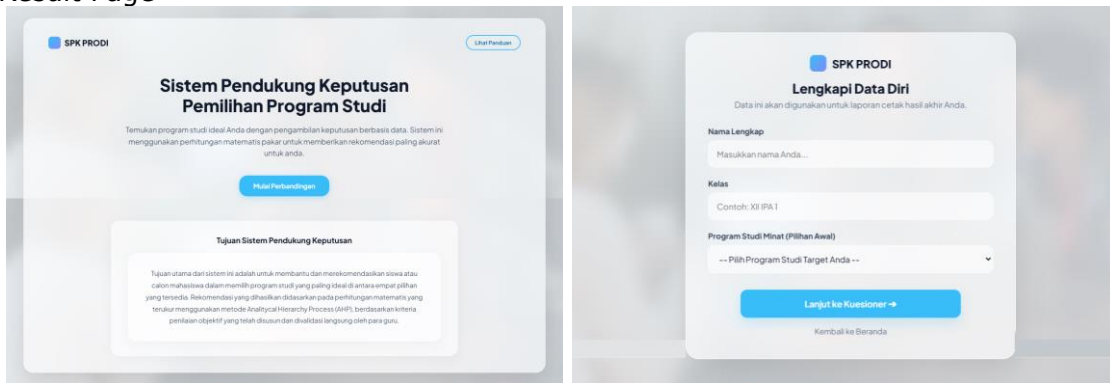 Result Page
SPK PRODI
Lihat Panduan
Sistem Pendukung Keputusan
Pemilihan Program Studi
Temukan program studi ideal Anda dengan pengambilan keputusan berbasis data. Sistem ini
menggunakan perhitungan matematis pakar untuk memberikan rekomendasi paling akurat
untuk anda.
Mulai Perbandingan
Tujuan Sistem Pendukung Keputusan
Tujuan utama dari sistem ini adalah untuk membantu dan merekomendasikan siswa atau
calon mahasiswa dalam memilih program studi yang paling ideal di antara empat pilihan
yang tersedia. Rekomendasi yang dihasilkan didasarkan pada perhitungan matematis yang
terukur menggunakan metode Analitycal Hierarchy Process (AHP), berdasarkan kriteria
penilaian objektif yang telah disusun dan divalidasi langsung oleh para guru.
SPK PRODI
Lengkapi Data Diri
Data ini akan digunakan untuk laporan cetak hasil akhir Anda.
Nama Lengkap
Masukkan nama Anda...
Kelas
Contoh: XII IPA 1
Program Studi Minat (Pilihan Awal)
-- Pilih Program Studi Target Anda --
Lanjut ke Kuesioner ➔
Kembali ke Beranda